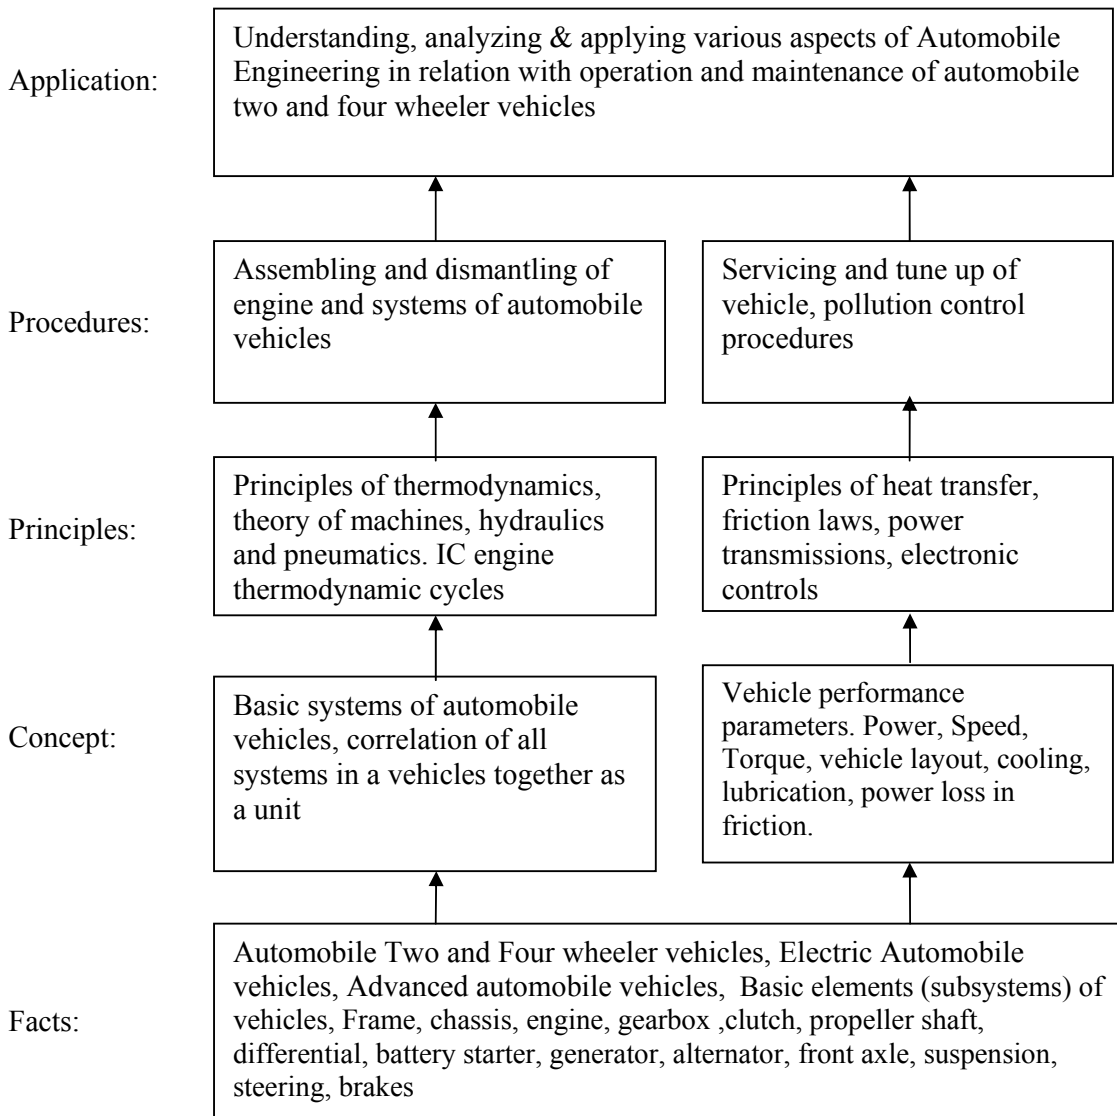 Application:
Understanding, analyzing & applying various aspects of Automobile
Engineering in relation with operation and maintenance of automobile
two and four wheeler vehicles
Procedures:
Assembling and dismantling of
engine and systems of automobile
vehicles
Servicing and tune up of
vehicle, pollution control
procedures
Principles:
Principles of thermodynamics,
theory of machines, hydraulics
and pneumatics. IC engine
thermodynamic cycles
Principles of heat transfer,
friction laws, power
transmissions, electronic
controls
Concept:
Basic systems of automobile
vehicles, correlation of all
systems in a vehicles together as
a unit
Vehicle performance
parameters. Power, Speed,
Torque, vehicle layout, cooling,
lubrication, power loss in
friction.
Facts:
Automobile Two and Four wheeler vehicles, Electric Automobile
vehicles, Advanced automobile vehicles, Basic elements (subsystems) of
vehicles, Frame, chassis, engine, gearbox ,clutch, propeller shaft,
differential, battery starter, generator, alternator, front axle, suspension,
steering, brakes